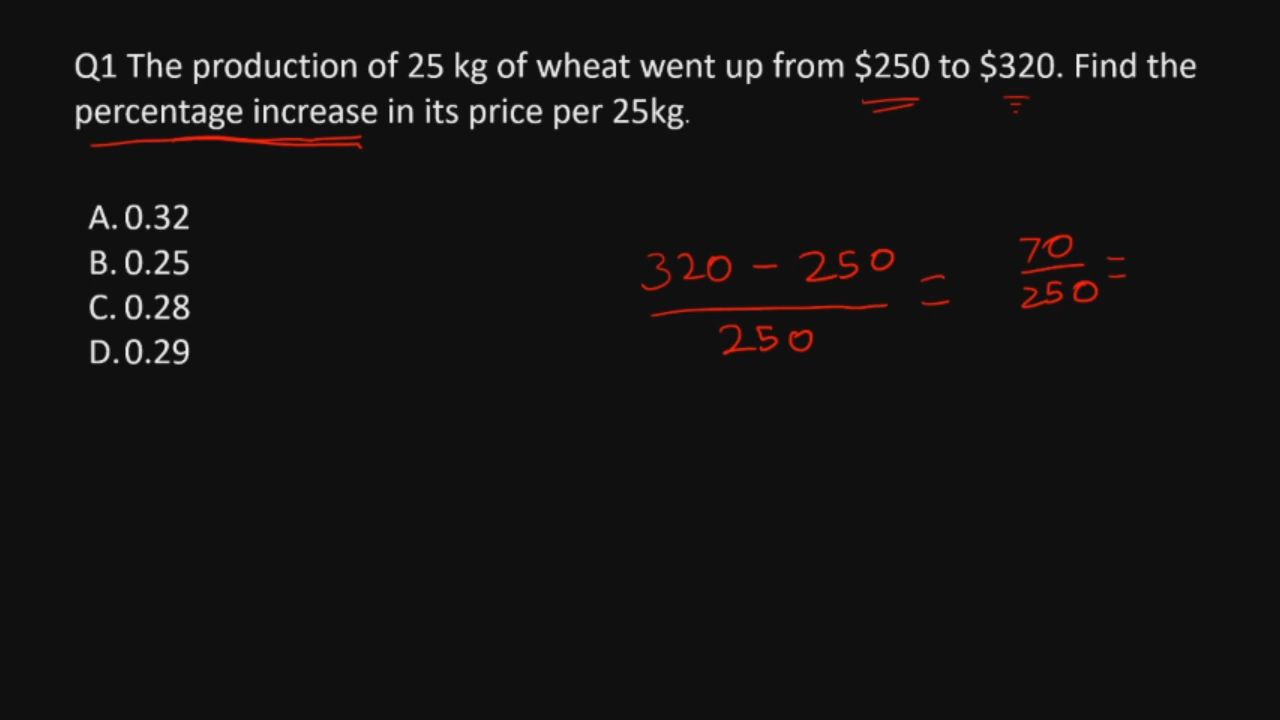 Q1 The production of 25 kg of wheat went up from $250 to $320. Find the
percentage increase in its price per 25kg.
A. 0.32
B. 0.25
C. 0.28
D. 0.29
320 - 250
250
=
70
250
=